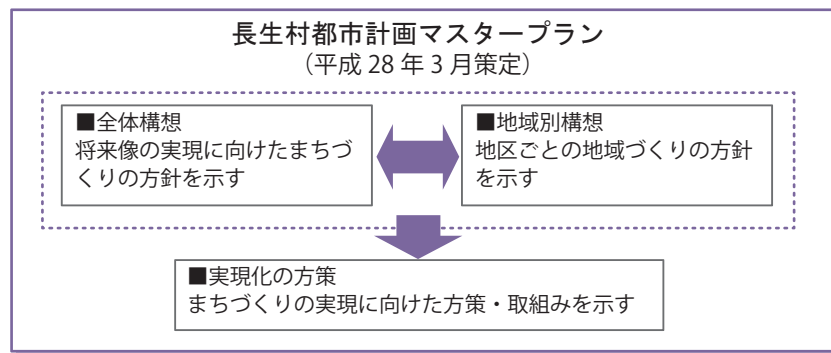 長生村都市計画マスタープラン
（平成 28 年 3 月策定）
■全体構想
将来像の実現に向けたまちづ
くりの方針を示す
■地域別構想
地区ごとの地域づくりの方針
を示す
■実現化の方策
まちづくりの実現に向けた方策・取組みを示す